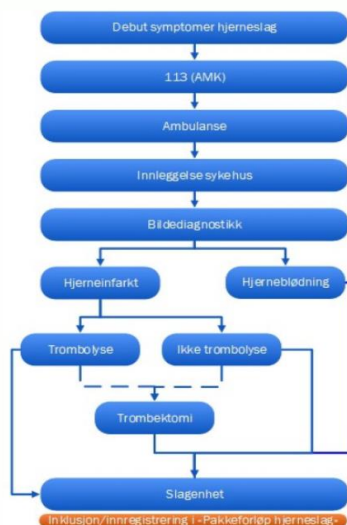 Debut symptomer hjerneslag
113 (AMK)
Ambulanse
Innleggelse sykehus
Bildediagnostikk
Hjerneinfarkt
Hjerneblødning
Trombolyse
Ikke trombolyse
Trombektomi
Slagenhet
Inklusjon/innregistrering i «Pakkeforløp hjerneslag»